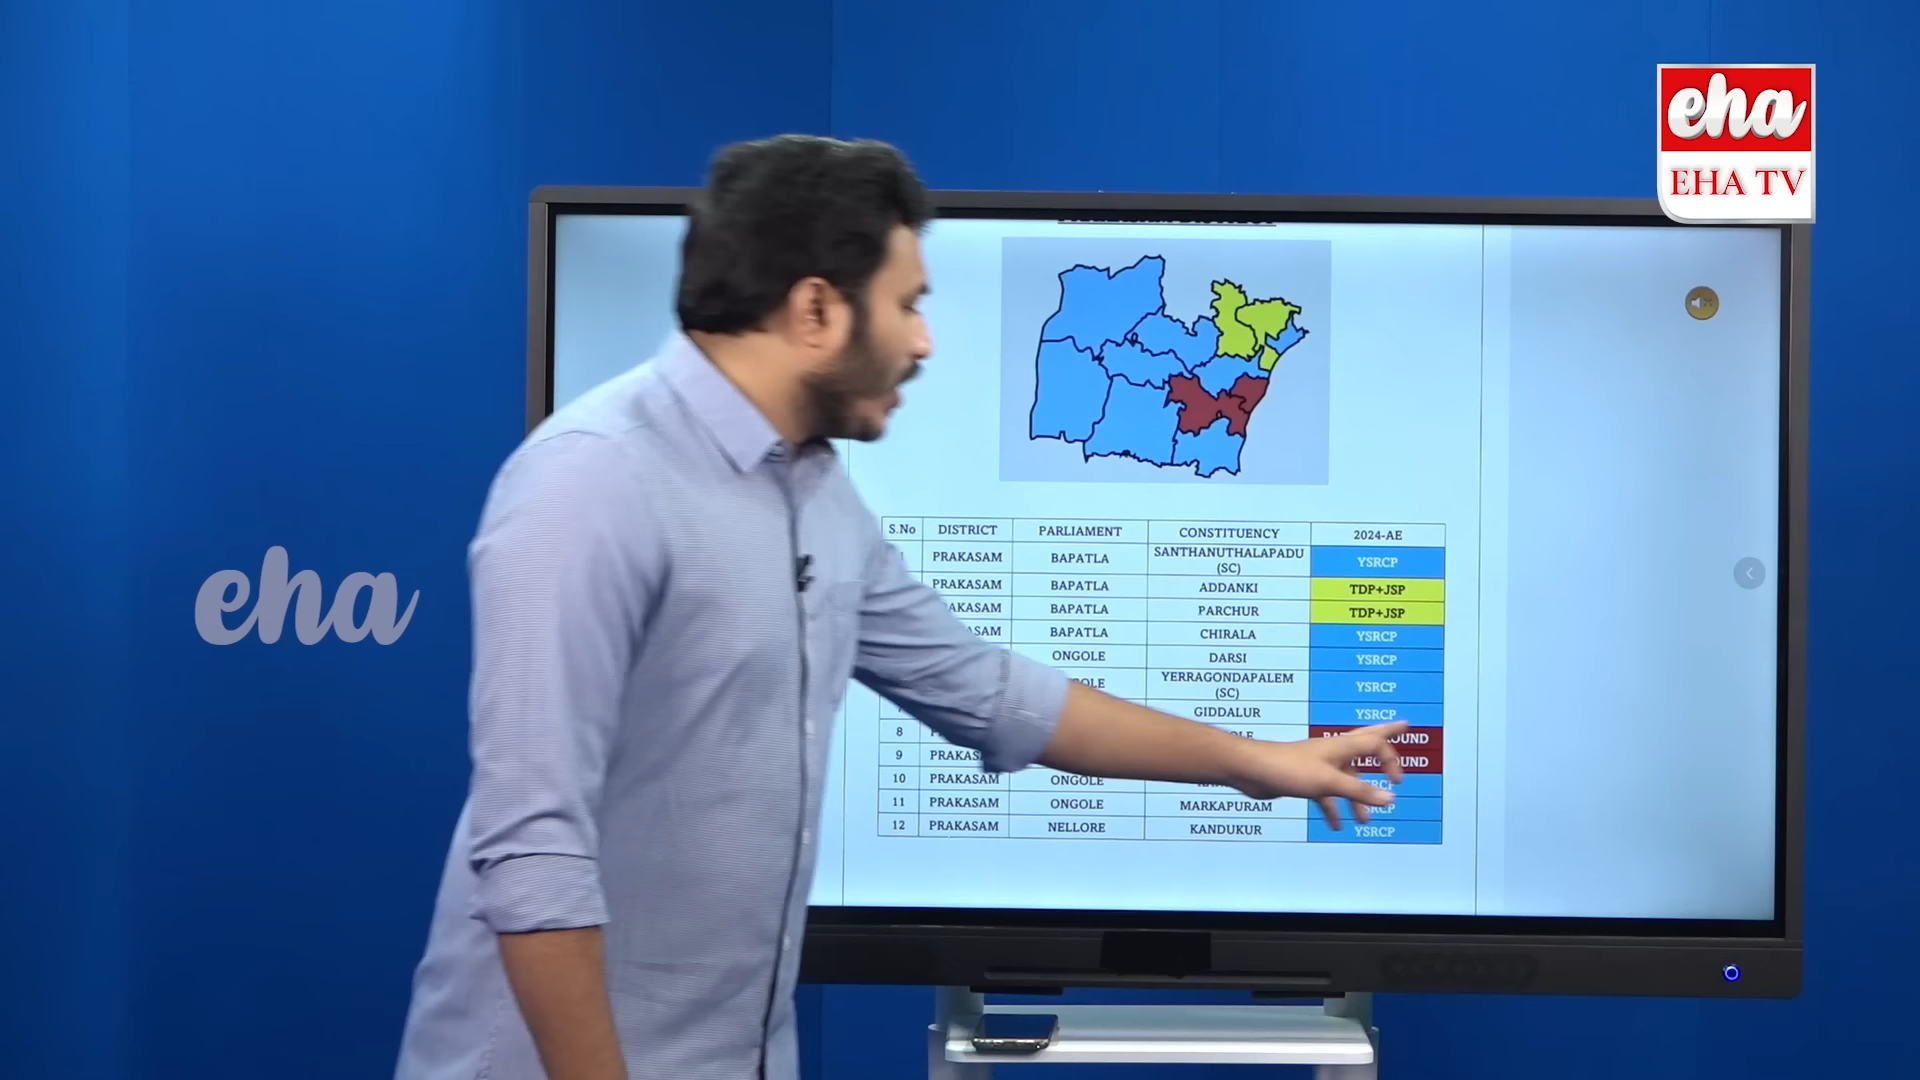 eha
EHA TV
eha
S.No DISTRICT PARLIAMENT CONSTITUENCY 2024-AE
PRAKASAM BAPATLA SANTHANUTHALAPADU (SC) YSRCP
PRAKASAM BAPATLA ADDANKI TDP+JSP
BAPATLA PARCHUR TDP+JSP
BAPATLA CHIRALA YSRCP
ONGOLE DARSI YSRCP
YERRAGONDAPALEM (SC) YSRCP
GIDDALUR YSRCP
8
9
10 PRAKASAM ONGOLE
11 PRAKASAM ONGOLE MARKAPURAM
12 PRAKASAM NELLORE KANDUKUR YSRCP